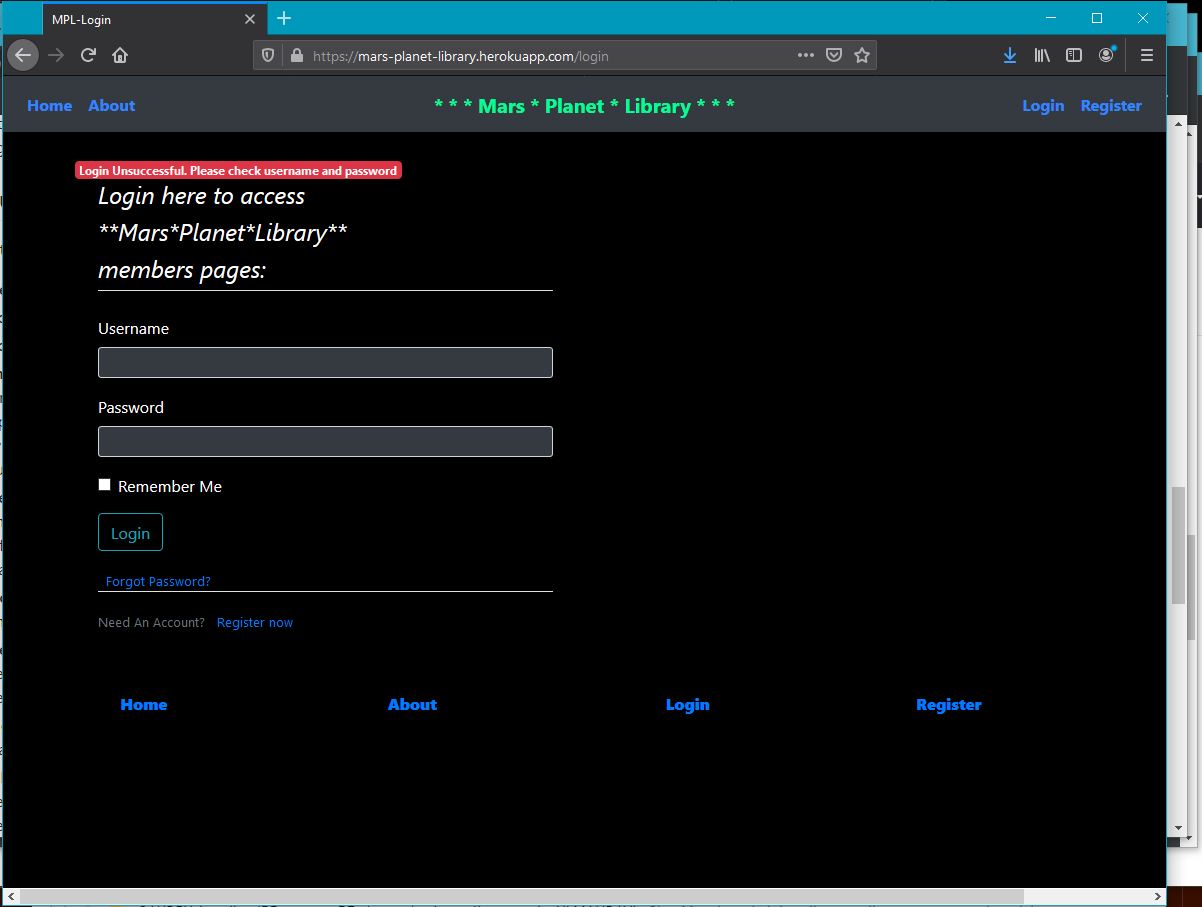 MPL-Login
https://mars-planet-library.herokuapp.com/login
Home About * * * Mars * Planet * Library * * * Login Register
Login Unsuccessful. Please check username and password
Login here to access
**Mars*Planet*Library**
members pages:
Username
Password
Remember Me
Login
Forgot Password?
Need An Account? Register now
Home About Login Register